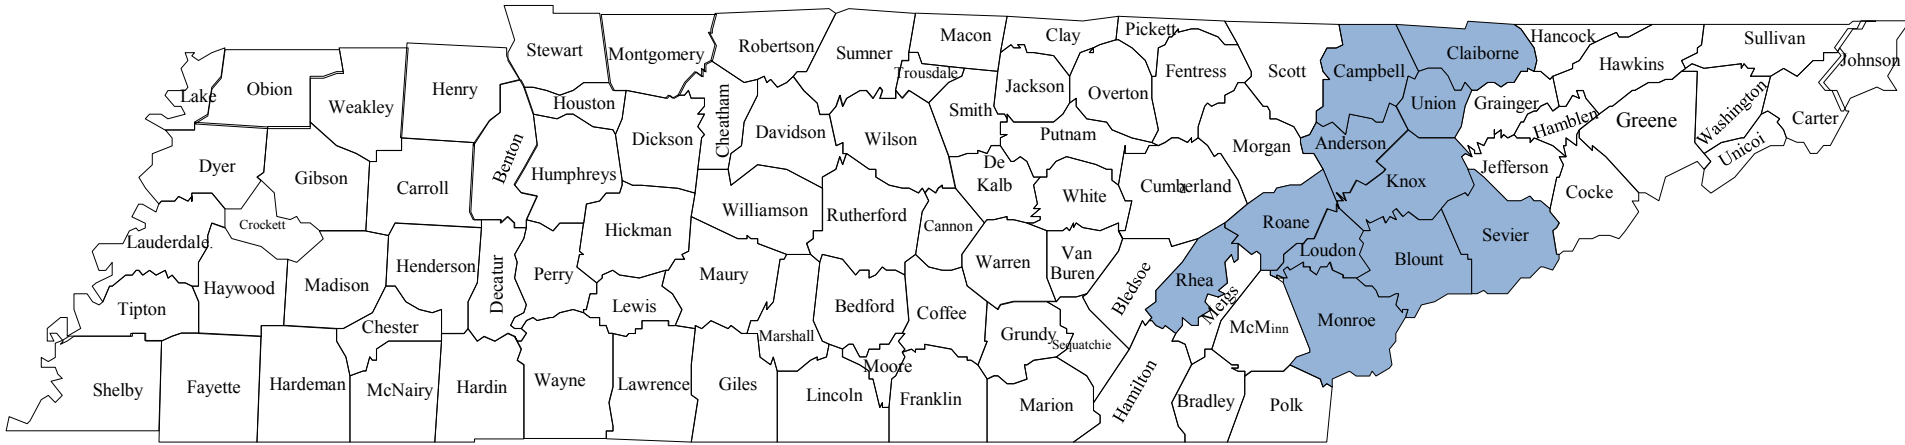 Stewart
Montgomery
Robertson
Sumner
Macon
Clay
Pickett
Trousdale
Jackson
Overton
Fentress
Scott
Campbell
Claiborne
Hancock
Hawkins
Sullivan
Johnson
Lake
Obion
Weakley
Henry
Houston
Dickson
Cheatham
Davidson
Wilson
Smith
Putnam
Morgan
Anderson
Union
Grainger
Hamblen
Greene
Washington
Unicoi
Carter
Dyer
Gibson
Carroll
Benton
Humphreys
Williamson
Rutherford
De
Kalb
White
Cumberland
Roane
Knox
Jefferson
Cocke
Sevier
Crockett
Lauderdale.
Haywood
Madison
Henderson
Decatur
Perry
Hickman
Maury
Cannon
Warren
Van
Buren
Bledsoe
Rhea
Meigs
Loudon
Blount
Tipton
Chester
Lewis
Marshall
Bedford
Coffee
Grundy
Sequatchie
McMinn
Monroe
Shelby
Fayette
Hardeman
McNairy
Hardin
Wayne
Lawrence
Giles
Lincoln
Moore
Franklin
Marion
Hamilton
Bradley
Polk